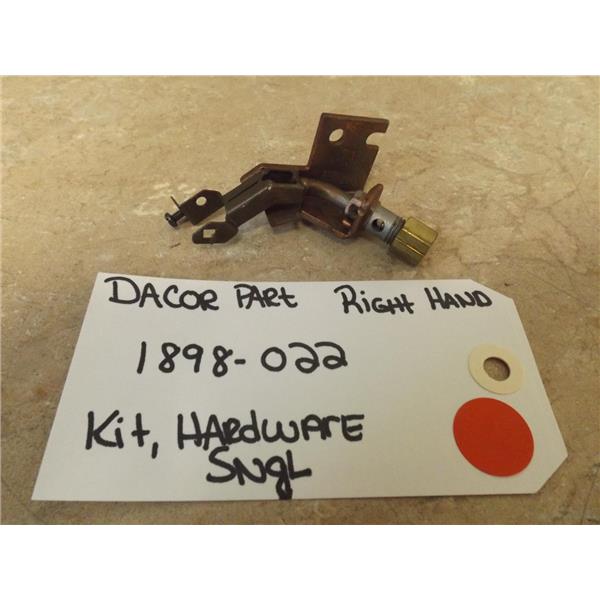 DACOR PART RIGHT HAND
1898-022
Kit, HARDWARE
SNgL